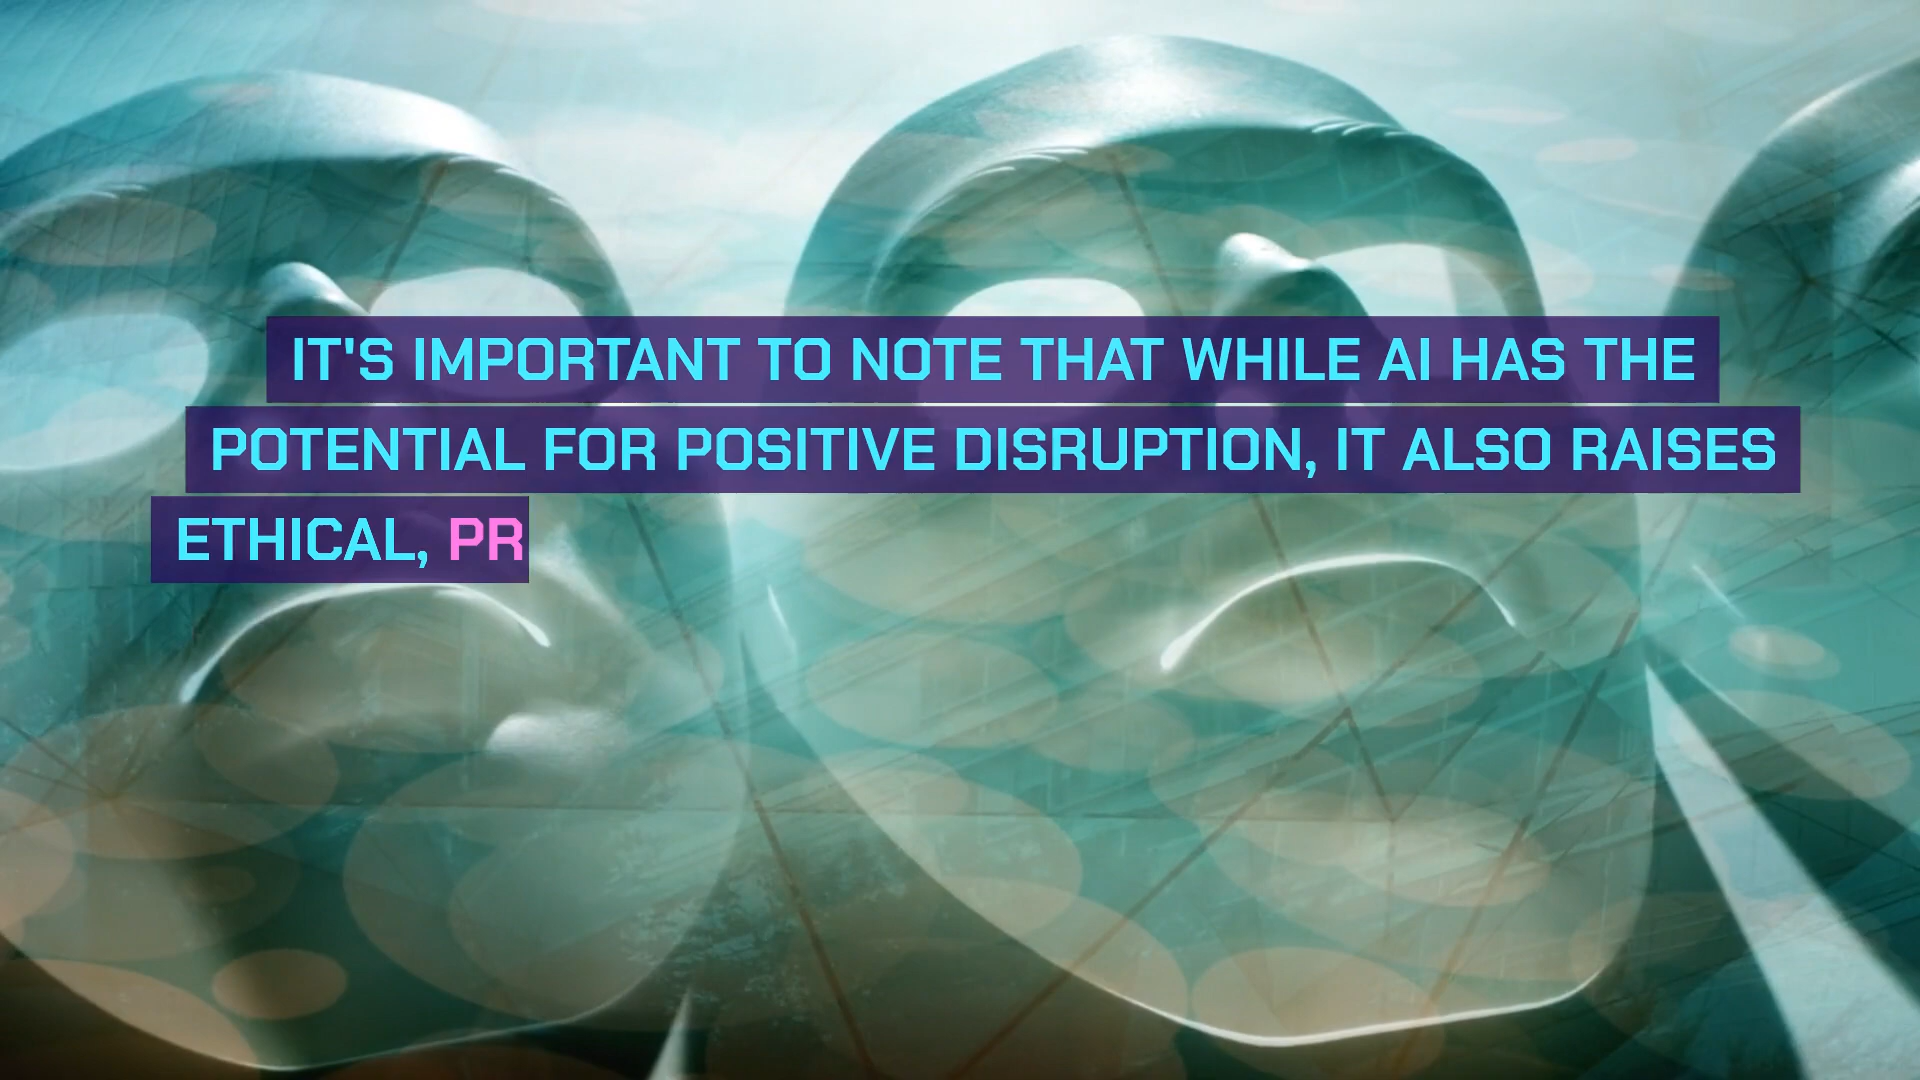 IT'S IMPORTANT TO NOTE THAT WHILE AI HAS THE
POTENTIAL FOR POSITIVE DISRUPTION, IT ALSO RAISES
ETHICAL, PR